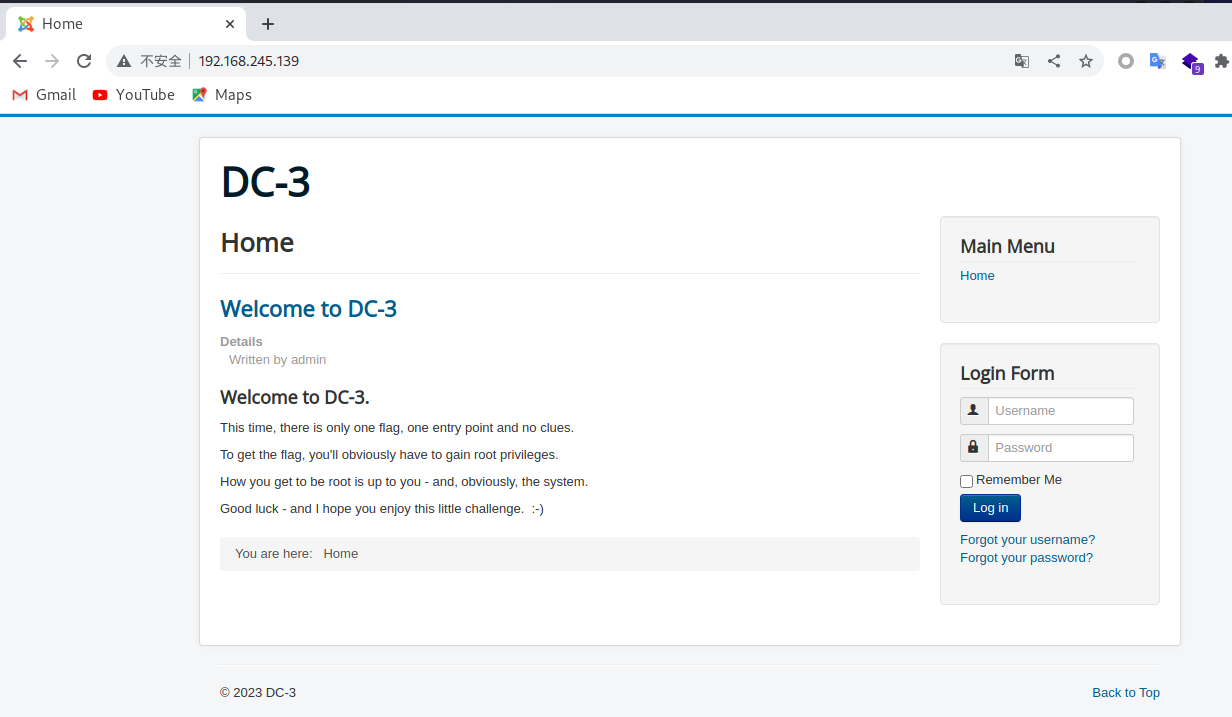 Home
不安全 192.168.245.139
9
Gmail YouTube Maps
DC-3
Home
Welcome to DC-3
Details
Written by admin
Welcome to DC-3.
This time, there is only one flag, one entry point and no clues.
To get the flag, you'll obviously have to gain root privileges.
How you get to be root is up to you - and, obviously, the system.
Good luck - and I hope you enjoy this little challenge.  :-)
You are here: Home
Main Menu
Home
Login Form
Username
Password
Remember Me
Log in
Forgot your username?
Forgot your password?
© 2023 DC-3
Back to Top